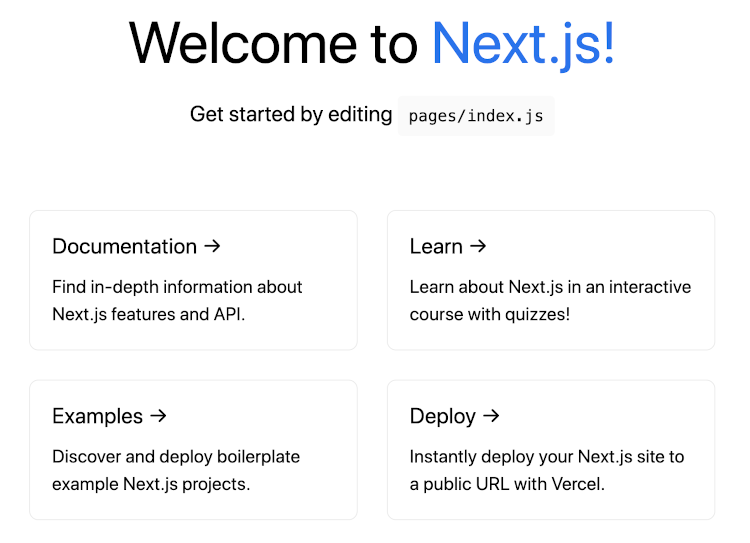 Welcome to Next.js!
Get started by editing pages/index.js
Documentation →
Find in-depth information about
Next.js features and API.
Learn →
Learn about Next.js in an interactive
course with quizzes!
Examples →
Discover and deploy boilerplate
example Next.js projects.
Deploy →
Instantly deploy your Next.js site to
a public URL with Vercel.